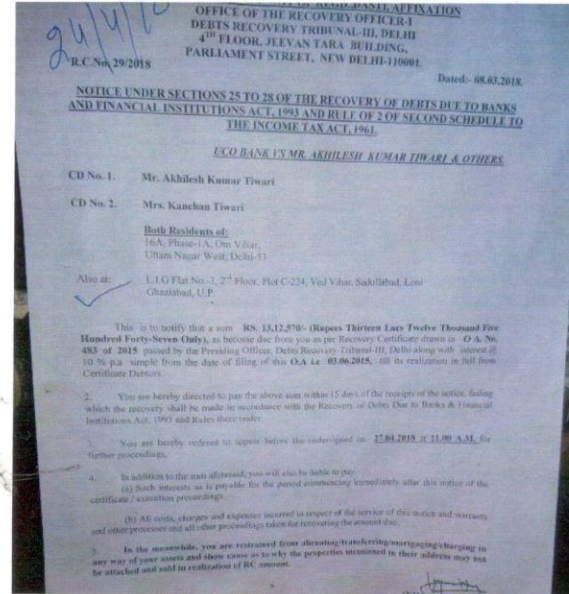 24/4/18
OF REGD. DASTI, AFFIXATION
OFFICE OF THE RECOVERY OFFICER-I
DEBTS RECOVERY TRIBUNAL-III, DELHI
4TH FLOOR, JEEVAN TARA BUILDING,
PARLIAMENT STREET, NEW DELHI-110001.
R.C.No. 29/2018
Dated:- 08.03.2018.
NOTICE UNDER SECTIONS 25 TO 28 OF THE RECOVERY OF DEBTS DUE TO BANKS
AND FINANCIAL INSTITUTIONS ACT, 1993 AND RULE OF 2 OF SECOND SCHEDULE TO
THE INCOME TAX ACT, 1961.
UCO BANK VS MR. AKHILESH KUMAR TIWARI & OTHERS.
CD No. 1. Mr. Akhilesh Kumar Tiwari
CD No. 2. Mrs. Kanchan Tiwari
Both Residents of:
16A, Phase-1A, Om Vihar,
Uttam Nagar West, Delhi-53
Also at: L.I.G Flat No.-3, 2nd Floor, Plot C-224, Ved Vihar, Sadullabad, Loni
Ghaziabad, U.P.
This is to notify that a sum RS. 13,12,570/- (Rupees Thirteen Lacs Twelve Thousand Five
Hundred Forty-Seven Only), as become due from you as per Recovery Certificate drawn in O.A. No.
483 of 2015 passed by the Presiding Officer, Debts Recovery Tribunal-III, Delhi along with interest @
10 % p.a simple from the date of filing of this O.A i.e. 03.06.2015, till its realization in full from
Certificate Debtors.
2. You are hereby directed to pay the above sum within 15 days of the receipts of the notice, failing
which the recovery shall be made in accordance with the Recovery of Debts Due to Banks & Financial
Institutions Act, 1993 and Rules there under.
3. You are hereby ordered to appear before the undersigned on 27.04.2018 at 11.00 A.M. for
further proceedings.
4. In addition to the sum aforesaid, you will also be liable to pay:
(a) Such interests as is payable for the period commencing immediately after this notice of the
certificate / execution proceedings.
(b) All costs, charges and expenses incurred in respect of the service of this notice and warrants
and other processes and all other proceedings taken for recovering the amount due.
5. In the meanwhile, you are restrained from alienating/transferring/mortgaging/charging in
any way of your assets and show cause as to why the properties mentioned in their address may not
be attached and sold in realization of RC amount.